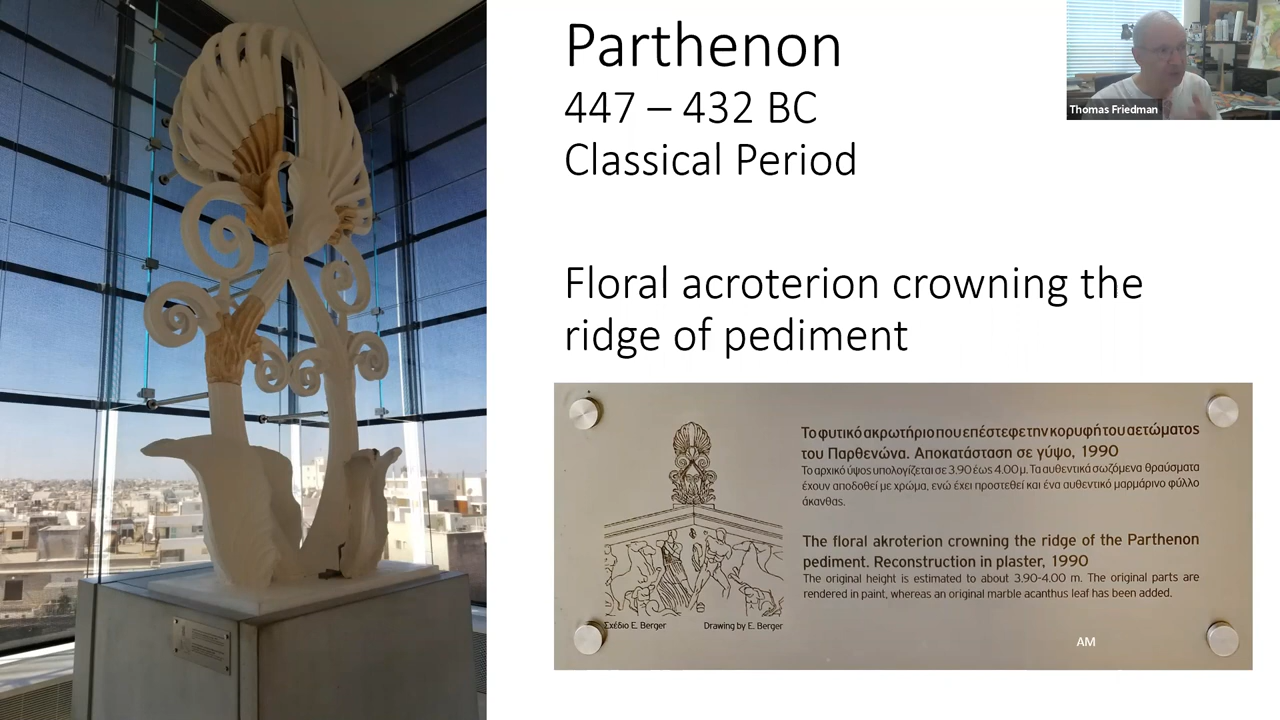 Parthenon
447 – 432 BC
Classical Period
Thomas Friedman
Floral acroterion crowning the
ridge of pediment
Το φυτικό ακρωτήριο που επέστεφε την κορυφή του αετώματος
του Παρθενώνα. Αποκατάσταση σε γύψο, 1990
Το αρχικό ύψος υπολογίζεται σε 3.90 έως 4.00 μ. Τα αυθεντικά σωζόμενα θραύσματα
έχουν αποδοθεί με χρώμα, ενώ έχει προστεθεί και ένα αυθεντικό μαρμάρινο φύλλο
άκανθας.
The floral akroterion crowning the ridge of the Parthenon
pediment. Reconstruction in plaster, 1990
The original height is estimated to about 3.90-4.00 m. The original parts are
rendered in paint, whereas an original marble acanthus leaf has been added.
Σχέδιο E. Berger
Drawing by E. Berger
AM